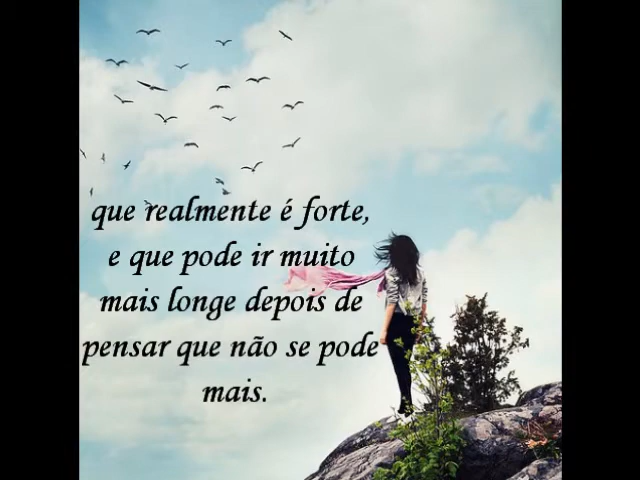 que realmente é forte,
e que pode ir muito
mais longe depois de
pensar que não se pode
mais.